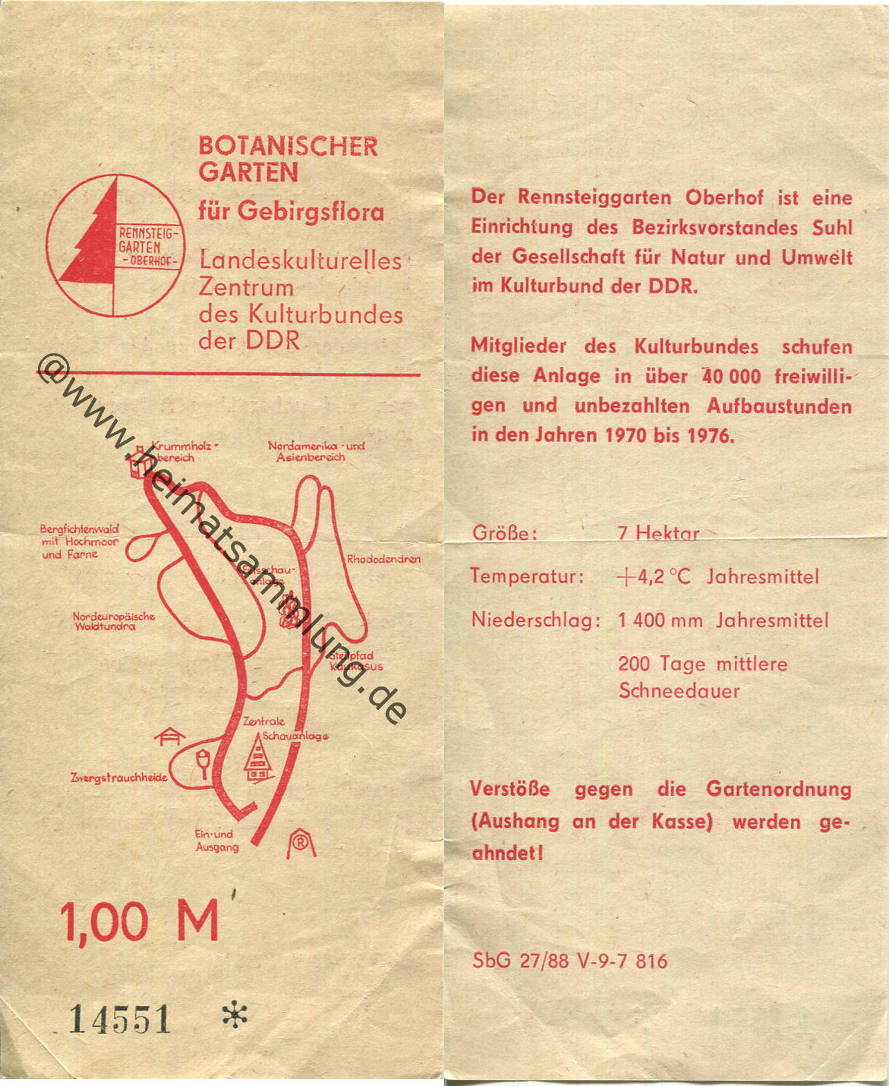 BOTANISCHER
GARTEN
für Gebirgsflora
RENNSTEIG-
GARTEN
-OBERHOF-
Landeskulturelles
Zentrum
des Kulturbundes
der DDR
@www.heimatsammlung.de
Krummholz-
bereich
Nordamerika-und
Asienbereich
Bergfichtenwald
mit Hochmoor
und Farne
Rhododendren
Nordeuropäische
Waldtundra
Steilpfad
Kaukasus
Zentrale
Schauanlage
Zwergstrauchheide
Ein-und
Ausgang
R
1,00 M
14551 *
Der Rennsteiggarten Oberhof ist eine
Einrichtung des Bezirksvorstandes Suhl
der Gesellschaft für Natur und Umwelt
im Kulturbund der DDR.
Mitglieder des Kulturbundes schufen
diese Anlage in über 40 000 freiwilli-
gen und unbezahlten Aufbaustunden
in den Jahren 1970 bis 1976.
Größe: 7 Hektar
Temperatur: +4,2 °C Jahresmittel
Niederschlag: 1 400 mm Jahresmittel
200 Tage mittlere
Schneedauer
Verstöße gegen die Gartenordnung
(Aushang an der Kasse) werden ge-
ahndet!
SbG 27/88 V-9-7 816